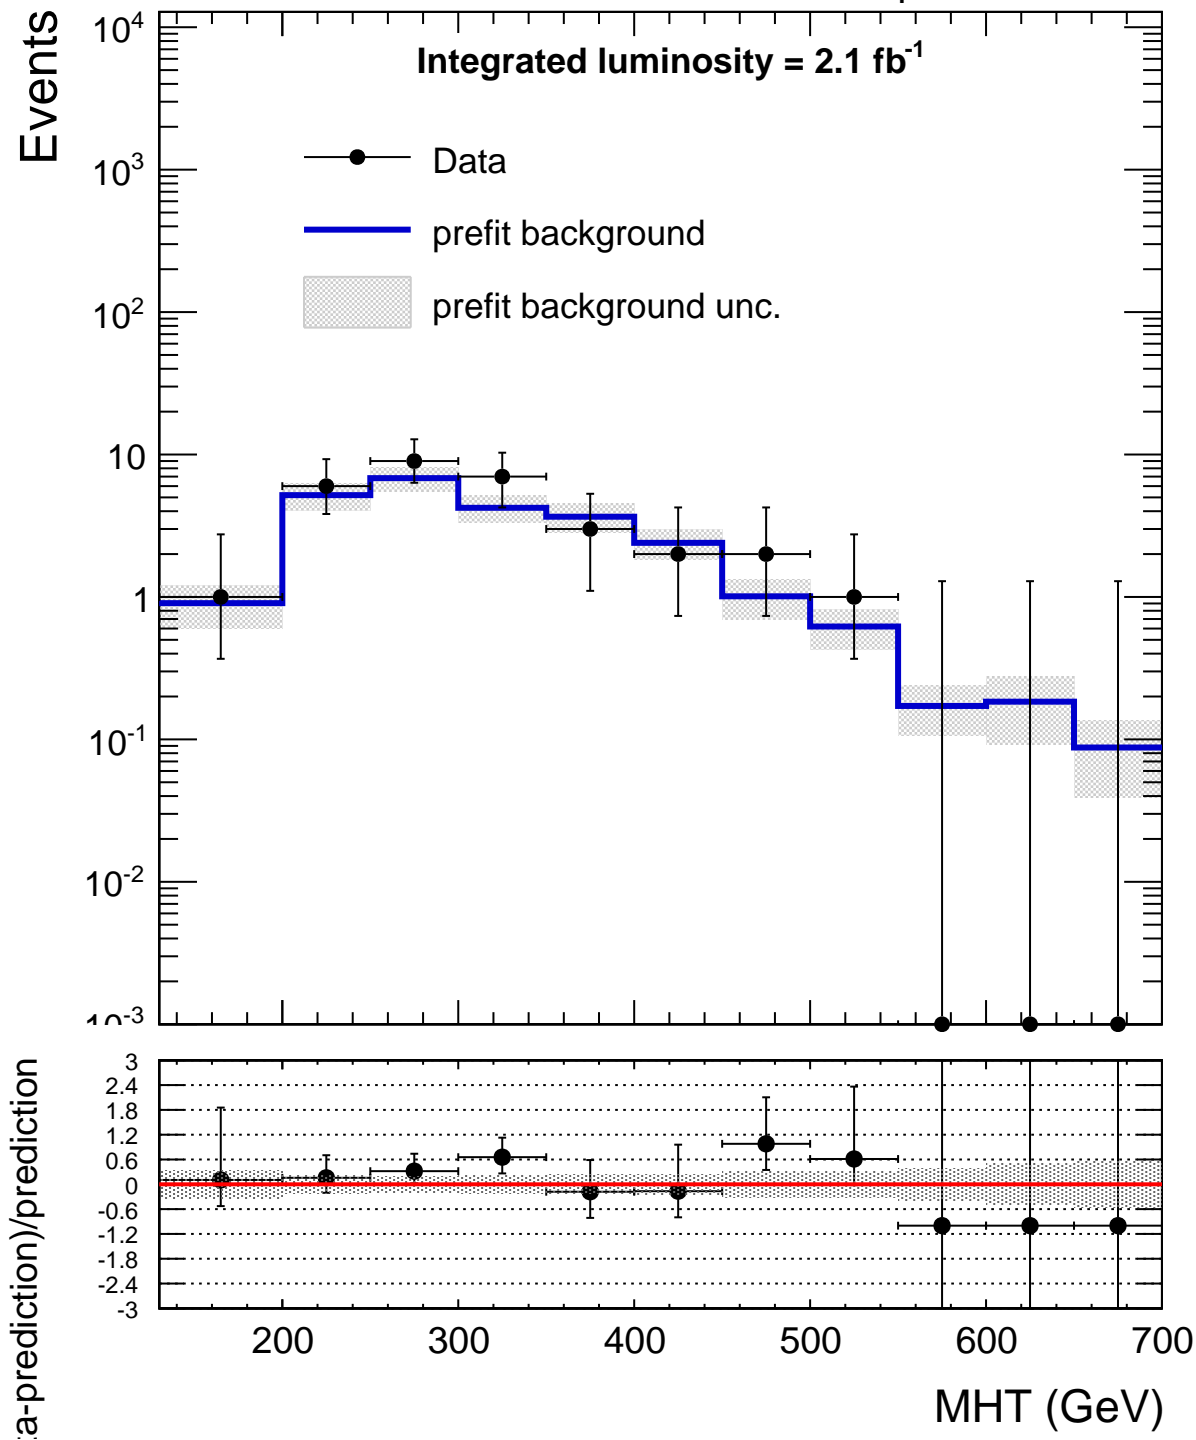 Events
10^4
10^3
10^2
10
1
10^-1
10^-2
10^-3
Integrated luminosity = 2.1 fb^-1
Data
prefit background
prefit background unc.
3
2.4
1.8
1.2
0.6
0
-0.6
-1.2
-1.8
-2.4
-3
200 300 400 500 600 700
MHT (GeV)
ta-prediction)/prediction